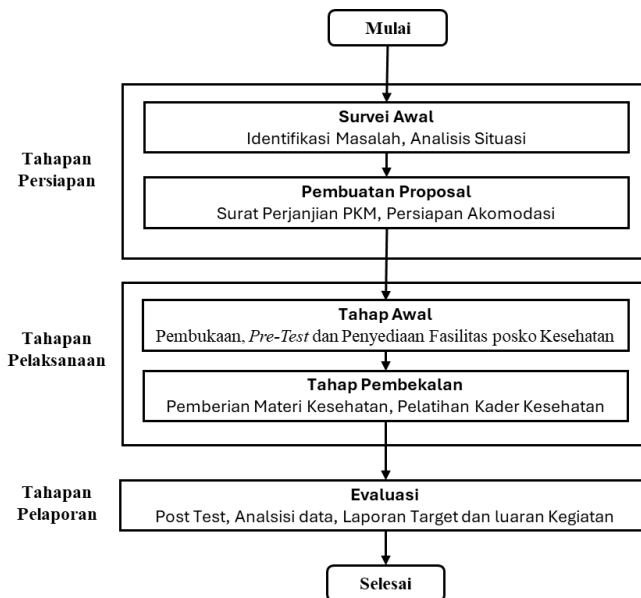 Mulai
Tahapan
Persiapan
Survei Awal
Identifikasi Masalah, Analisis Situasi
Pembuatan Proposal
Surat Perjanjian PKM, Persiapan Akomodasi
Tahapan
Pelaksanaan
Tahap Awal
Pembukaan, Pre-Test dan Penyediaan Fasilitas posko Kesehatan
Tahap Pembekalan
Pemberian Materi Kesehatan, Pelatihan Kader Kesehatan
Tahapan
Pelaporan
Evaluasi
Post Test, Analsisi data, Laporan Target dan luaran Kegiatan
Selesai